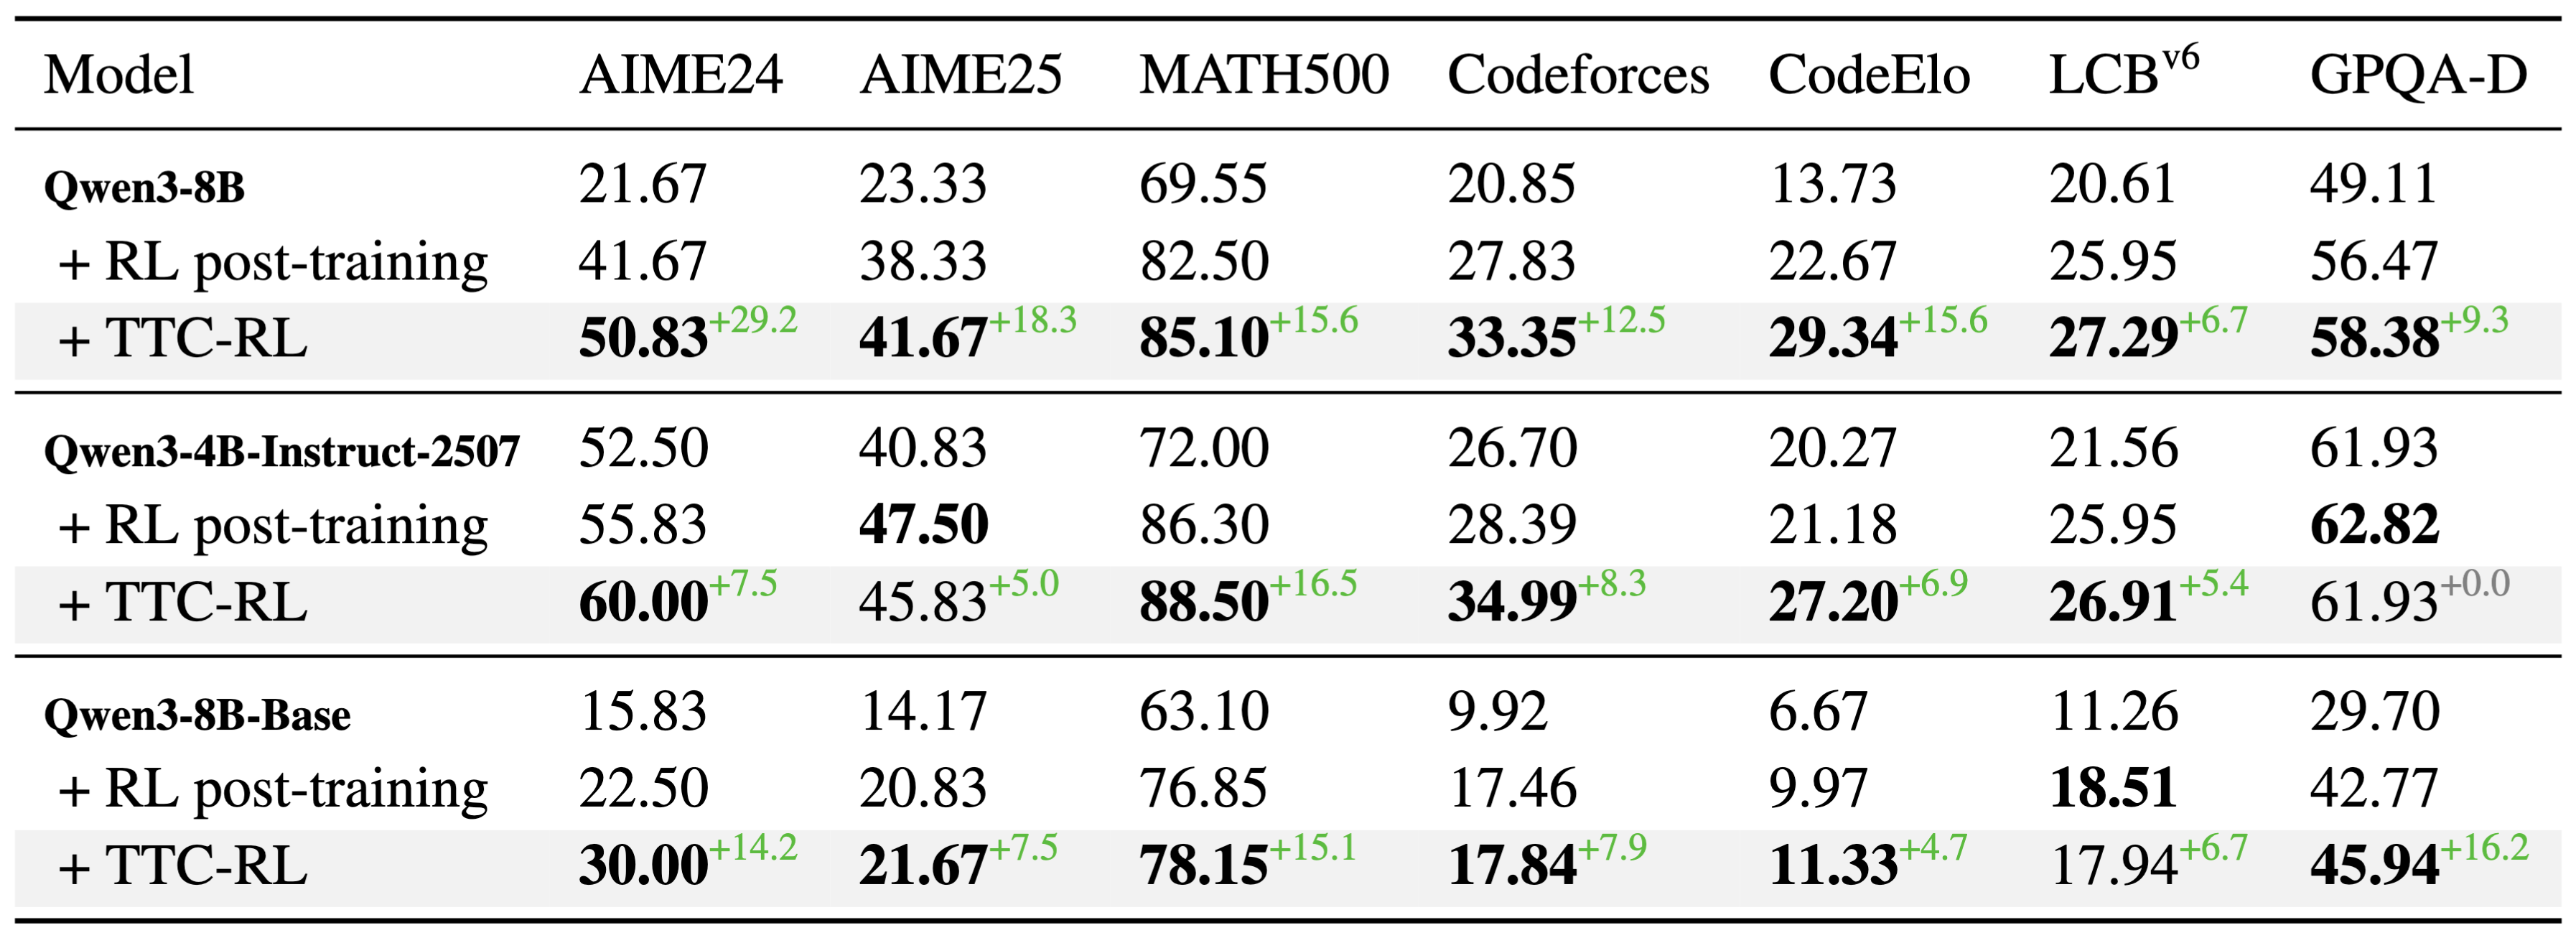 Model AIME24 AIME25 MATH500 Codeforces CodeElo LCBv6 GPQA-D
Qwen3-8B 21.67 23.33 69.55 20.85 13.73 20.61 49.11
+ RL post-training 41.67 38.33 82.50 27.83 22.67 25.95 56.47
+ TTC-RL 50.83+29.2 41.67+18.3 85.10+15.6 33.35+12.5 29.34+15.6 27.29+6.7 58.38+9.3
Qwen3-4B-Instruct-2507 52.50 40.83 72.00 26.70 20.27 21.56 61.93
+ RL post-training 55.83 47.50 86.30 28.39 21.18 25.95 62.82
+ TTC-RL 60.00+7.5 45.83+5.0 88.50+16.5 34.99+8.3 27.20+6.9 26.91+5.4 61.93+0.0
Qwen3-8B-Base 15.83 14.17 63.10 9.92 6.67 11.26 29.70
+ RL post-training 22.50 20.83 76.85 17.46 9.97 18.51 42.77
+ TTC-RL 30.00+14.2 21.67+7.5 78.15+15.1 17.84+7.9 11.33+4.7 17.94+6.7 45.94+16.2